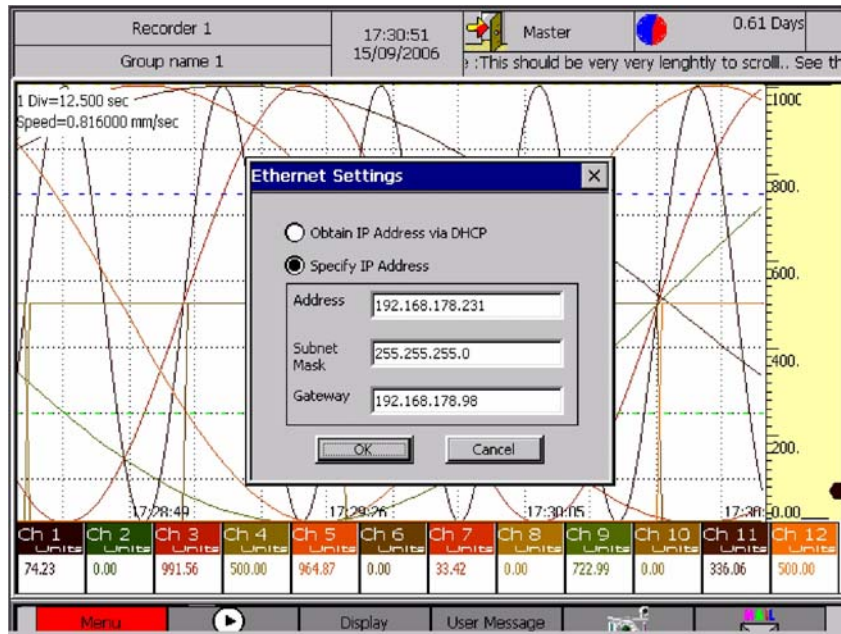 Recorder 1
17:30:51
Master
0.61 Days
Group name 1
15/09/2006
e :This should be very very lenghtly to scrolll.. See th
1 Div=12.500 sec
Speed=0.816000 mm/sec
800.
600.
400.
200.
0.00
Ethernet Settings
Obtain IP Address via DHCP
Specify IP Address
Address
192.168.178.231
Subnet
Mask
255.255.255.0
Gateway
192.168.178.98
OK
Cancel
17:28:49
17:29:26
17:30:05
Ch 1 Ch 2 Ch 3 Ch 4 Ch 5 Ch 6 Ch 7 Ch 8 Ch 9 Ch 10 Ch 11 Ch 12
Units Units Units Units Units Units Units Units Units Units Units Units
74.23 0.00 991.56 500.00 964.87 0.00 33.42 0.00 722.99 0.00 336.06 500.00
Menu
Display
User Message
MAIL